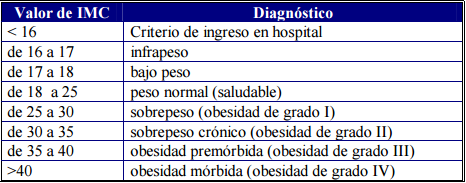 Valor de IMC Diagnóstico
< 16 Criterio de ingreso en hospital
de 16 a 17 infrapeso
de 17 a 18 bajo peso
de 18 a 25 peso normal (saludable)
de 25 a 30 sobrepeso (obesidad de grado I)
de 30 a 35 sobrepeso crónico (obesidad de grado II)
de 35 a 40 obesidad premórbida (obesidad de grado III)
>40 obesidad mórbida (obesidad de grado IV)